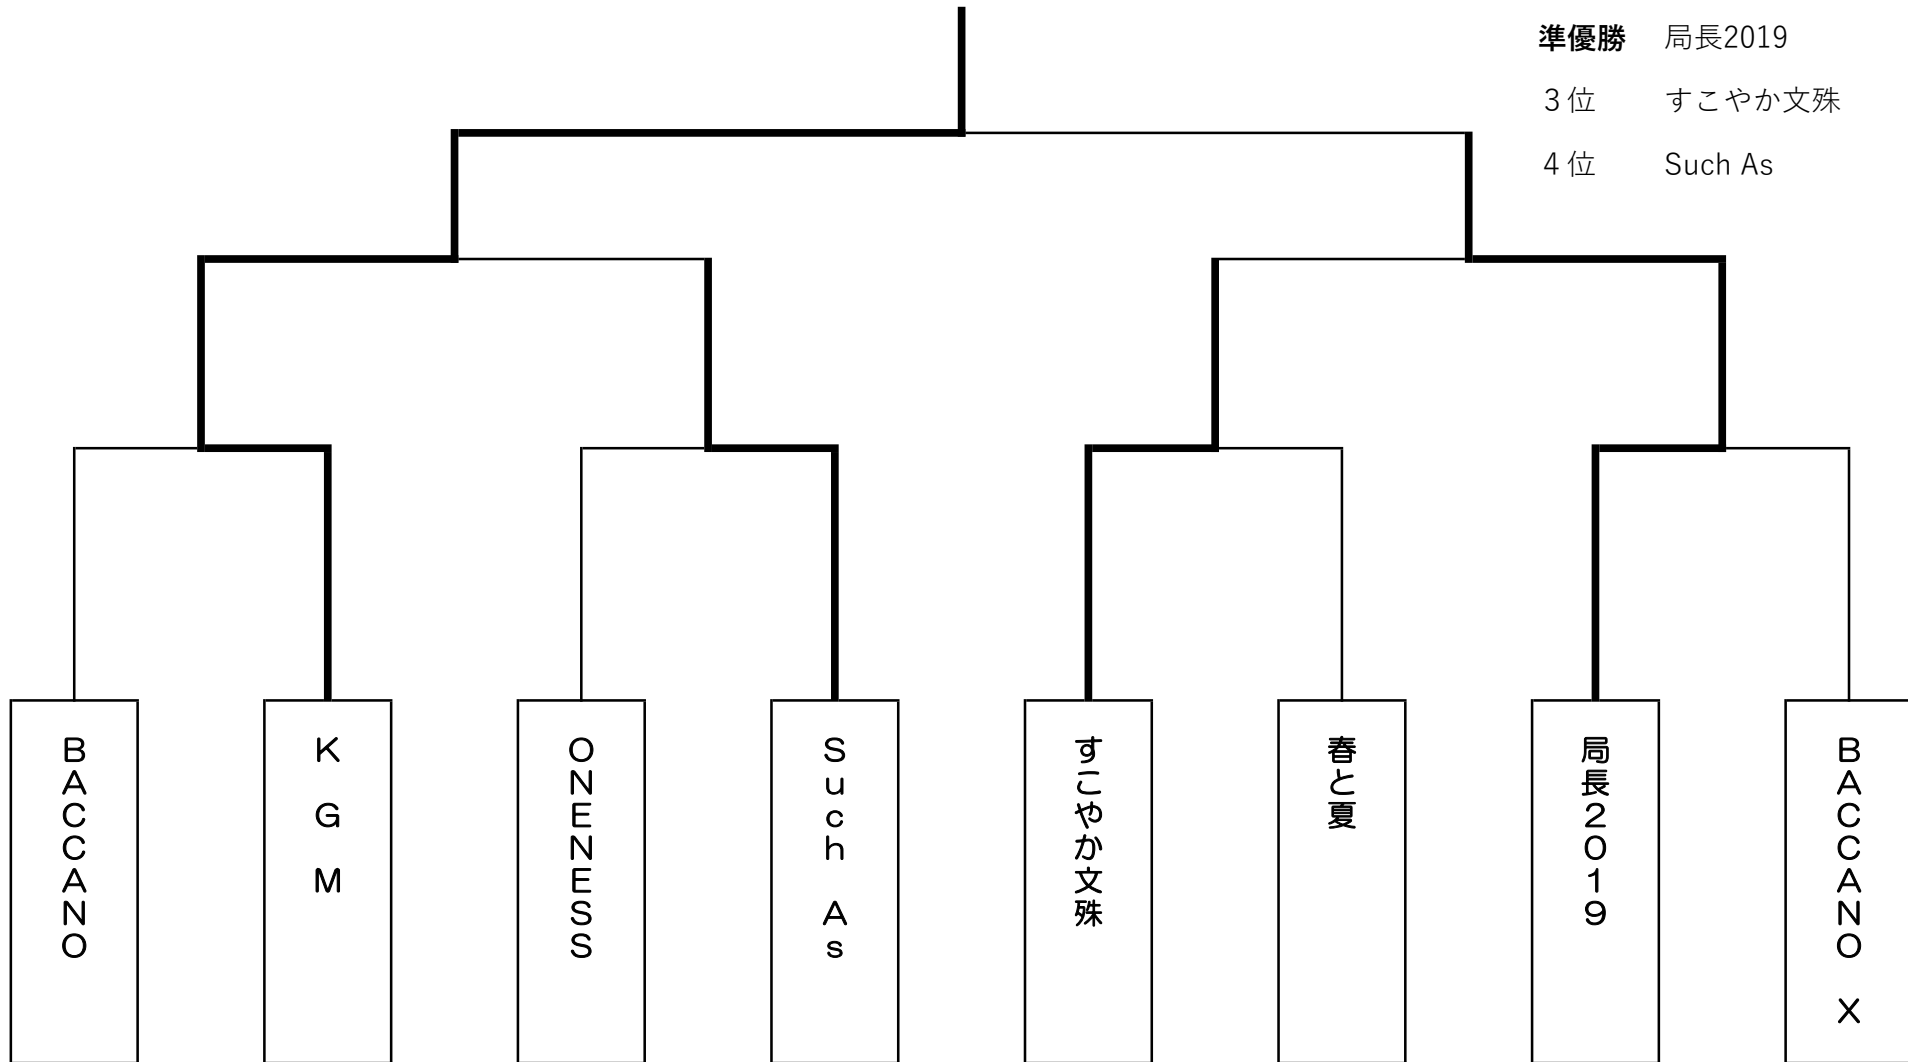 準優勝 局長2019
３位 すこやか文殊
４位 Such As
BACCANO
K G M
ONENESS
Such As
すこやか文殊
春と夏
局長2019
BACCANO X